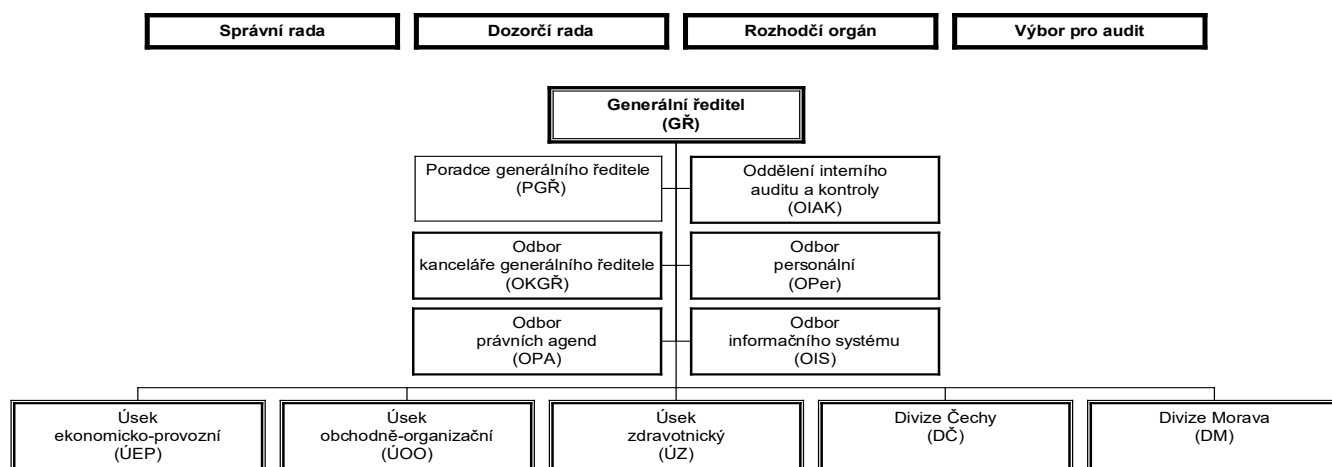 Správní rada
Dozorčí rada
Rozhodčí orgán
Výbor pro audit
Generální ředitel
(GŘ)
Poradce generálního ředitele
(PGŘ)
Oddělení interního
auditu a kontroly
(OIAK)
Odbor
kanceláře generálního ředitele
(OKGŘ)
Odbor
personální
(OPer)
Odbor
právních agend
(OPA)
Odbor
informačního systému
(OIS)
Úsek
ekonomicko-provozní
(ÚEP)
Úsek
obchodně-organizační
(ÚOO)
Úsek
zdravotnický
(ÚZ)
Divize Čechy
(DČ)
Divize Morava
(DM)